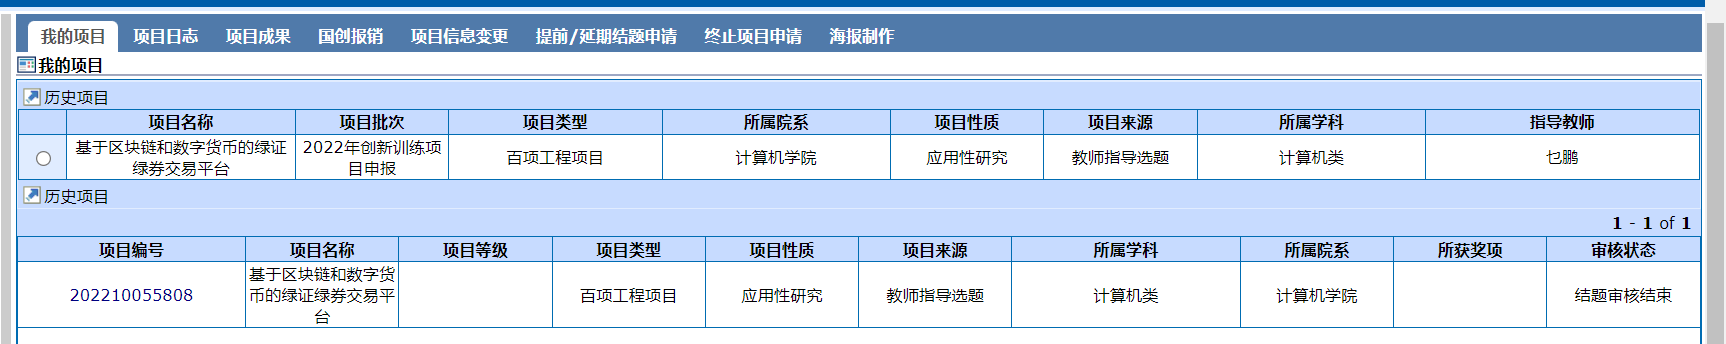 我的项目 项目日志 项目成果 国创报销 项目信息变更 提前/延期结题申请 终止项目申请 海报制作
我的项目
历史项目
项目名称 项目批次 项目类型 所属院系 项目性质 项目来源 所属学科 指导教师
基于区块链和数字货币的绿证绿券交易平台 2022年创新训练项目申报 百项工程项目 计算机学院 应用性研究 教师指导选题 计算机类 乜鹏
历史项目
1 - 1 of 1
项目编号 项目名称 项目等级 项目类型 项目性质 项目来源 所属学科 所属院系 所获奖项 审核状态
202210055808 基于区块链和数字货币的绿证绿券交易平台 百项工程项目 应用性研究 教师指导选题 计算机类 计算机学院 结题审核结束